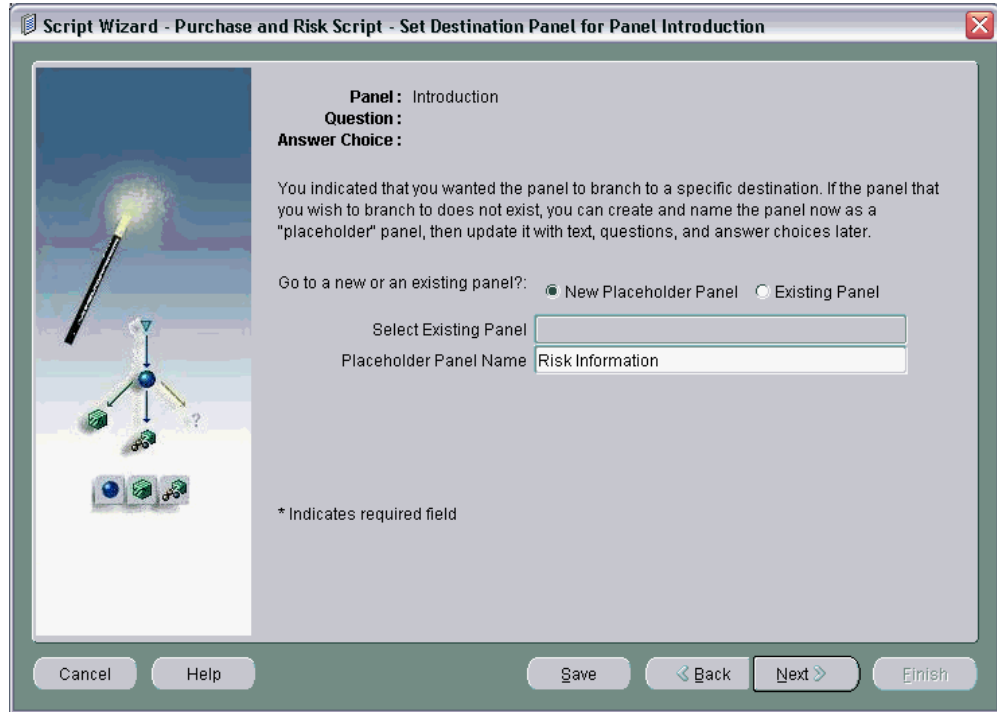 Script Wizard - Purchase and Risk Script - Set Destination Panel for Panel Introduction
Panel : Introduction
Question :
Answer Choice :
You indicated that you wanted the panel to branch to a specific destination. If the panel that
you wish to branch to does not exist, you can create and name the panel now as a
"placeholder" panel, then update it with text, questions, and answer choices later.
Go to a new or an existing panel?: New Placeholder Panel Existing Panel
Select Existing Panel
Placeholder Panel Name Risk Information
?
* Indicates required field
Cancel Help Save Back Next Finish